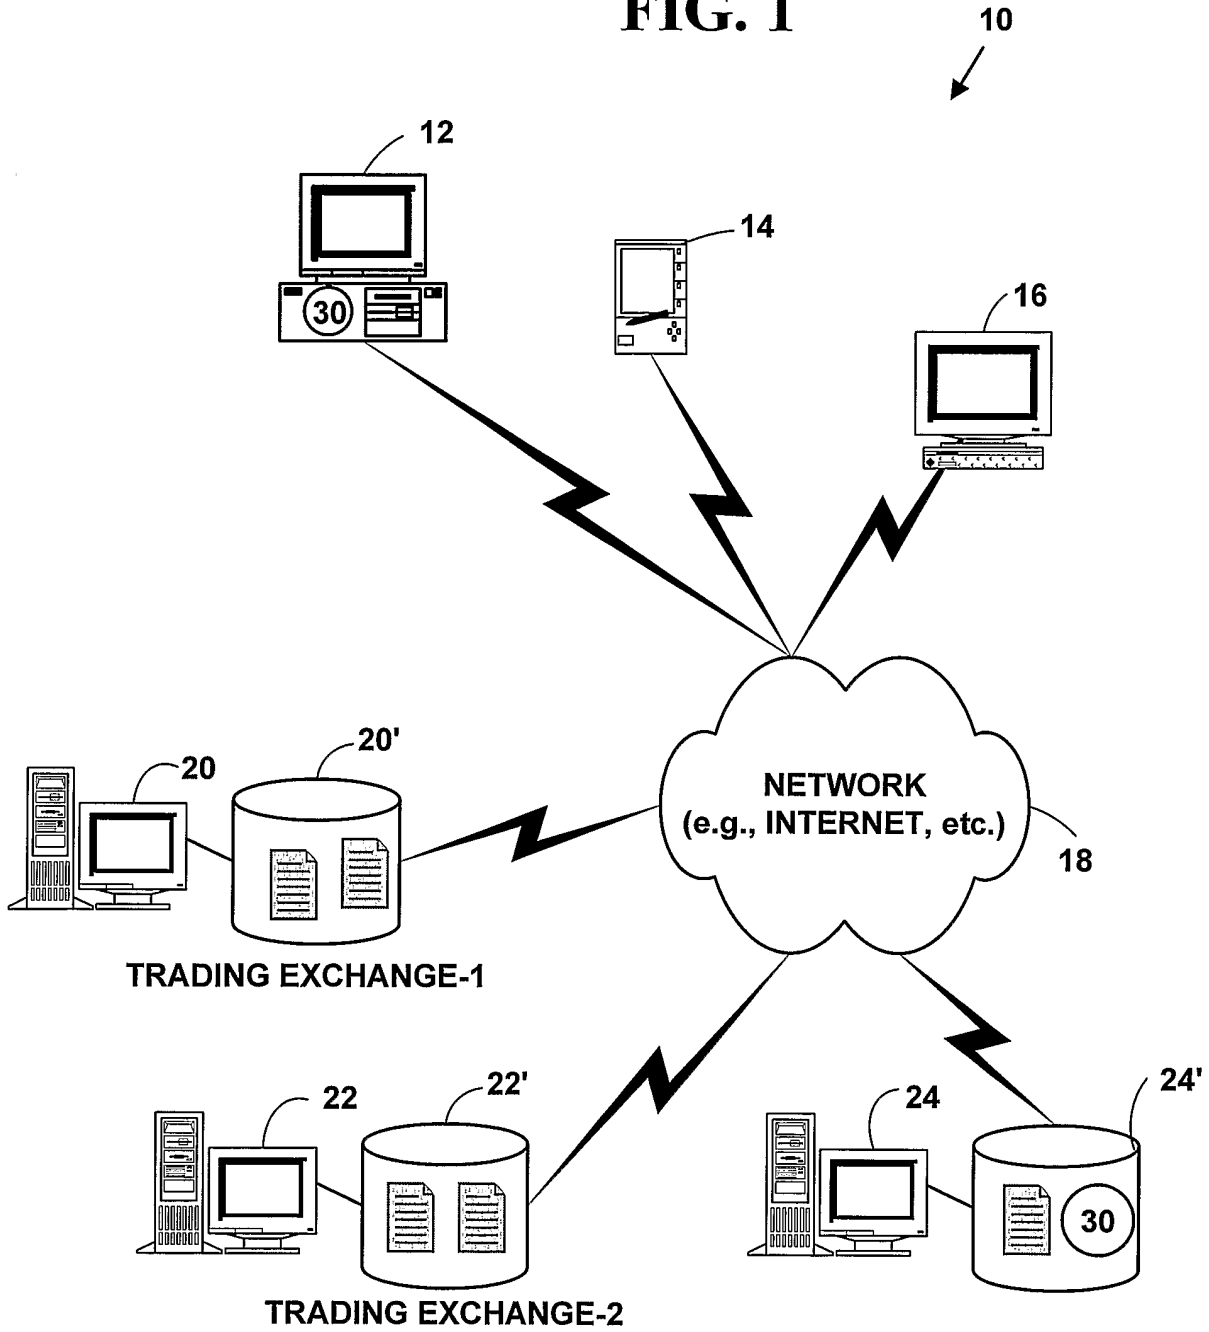 FIG. 1
10
12
14
16
30
20'
20
NETWORK
(e.g., INTERNET, etc.)
18
TRADING EXCHANGE-1
22
22'
24
24'
30
TRADING EXCHANGE-2